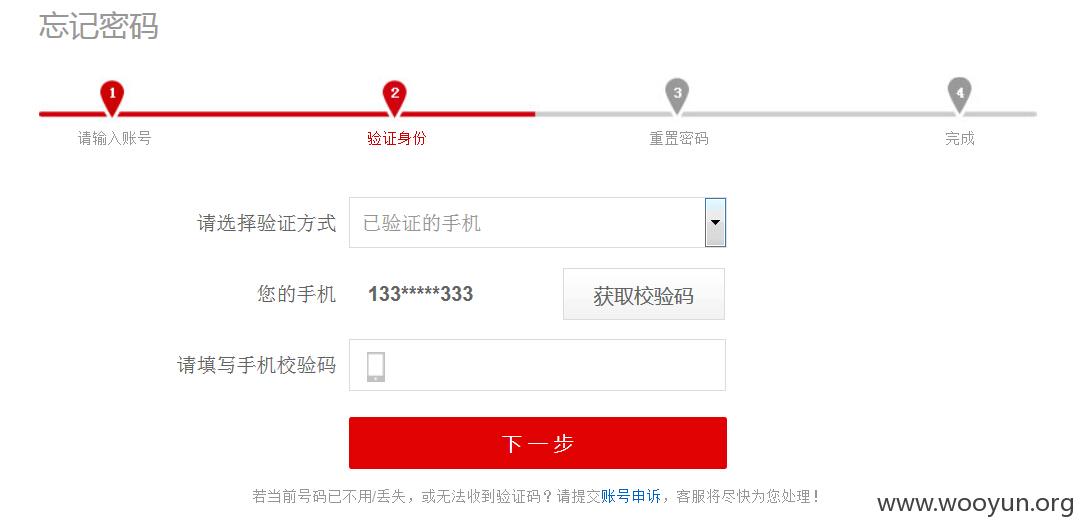 忘记密码
1 2 3 4
请输入账号 验证身份 重置密码 完成
请选择验证方式 已验证的手机
您的手机 133*****333 获取校验码
请填写手机校验码
下一步
若当前号码已不用/丢失，或无法收到验证码？请提交账号申诉，客服将尽快为您处理！
www.wooyun.org